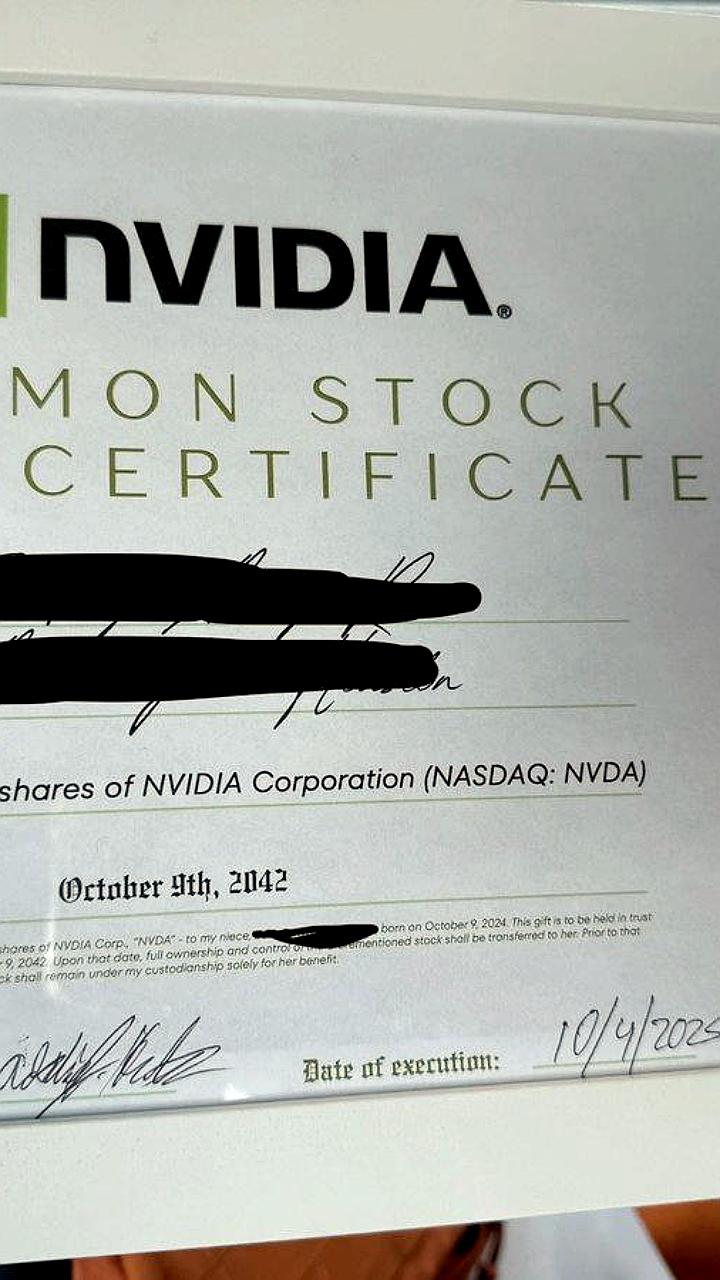 NVIDIA®
MON STOCK
CERTIFICATE
shares of NVIDIA Corporation (NASDAQ: NVDA)
October 9th, 2042
shares of NVDIA Corp., "NVDA" - to my niece, born on October 9, 2024. This gift is to be held in trust
9, 2042. Upon that date, full ownership and control of mentioned stock shall be transferred to her. Prior to that
ck shall remain under my custodianship solely for her benefit.
Date of execution: 10/4/2025